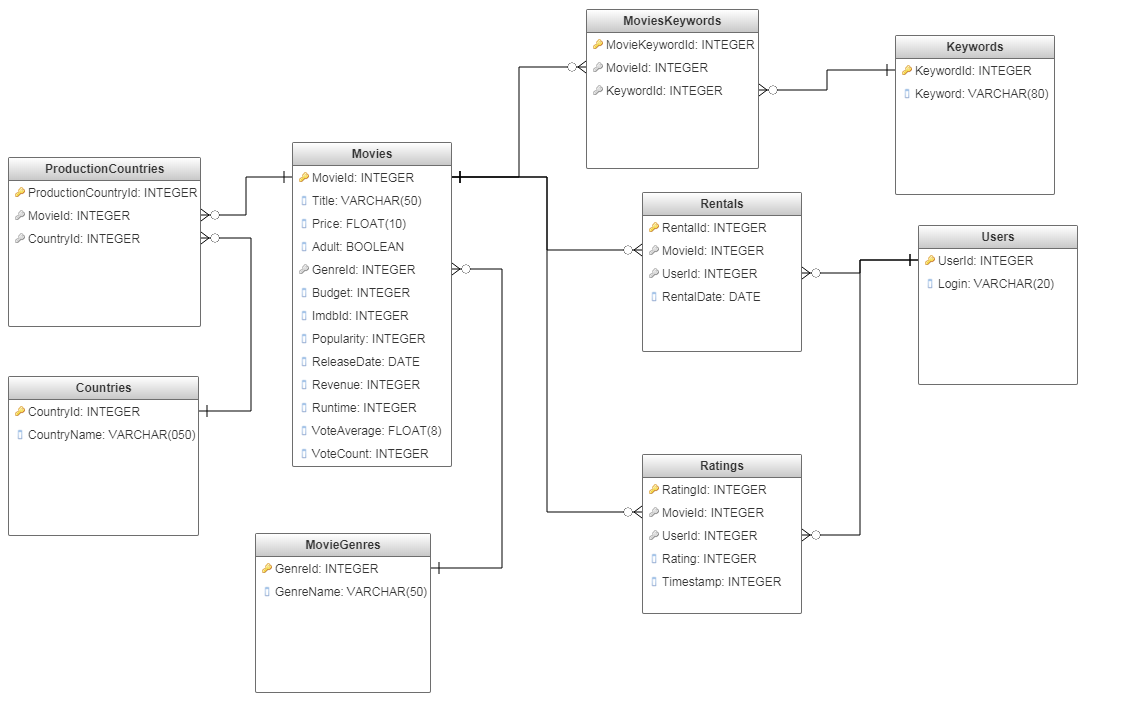 MoviesKeywords
MovieKeywordId: INTEGER
MovieId: INTEGER
KeywordId: INTEGER
Keywords
KeywordId: INTEGER
Keyword: VARCHAR(80)
ProductionCountries
ProductionCountryId: INTEGER
MovieId: INTEGER
CountryId: INTEGER
Movies
MovieId: INTEGER
Title: VARCHAR(50)
Price: FLOAT(10)
Adult: BOOLEAN
GenreId: INTEGER
Budget: INTEGER
ImdbId: INTEGER
Popularity: INTEGER
ReleaseDate: DATE
Revenue: INTEGER
Runtime: INTEGER
VoteAverage: FLOAT(8)
VoteCount: INTEGER
Rentals
RentalId: INTEGER
MovieId: INTEGER
UserId: INTEGER
RentalDate: DATE
Users
UserId: INTEGER
Login: VARCHAR(20)
Countries
CountryId: INTEGER
CountryName: VARCHAR(050)
Ratings
RatingId: INTEGER
MovieId: INTEGER
UserId: INTEGER
Rating: INTEGER
Timestamp: INTEGER
MovieGenres
GenreId: INTEGER
GenreName: VARCHAR(50)